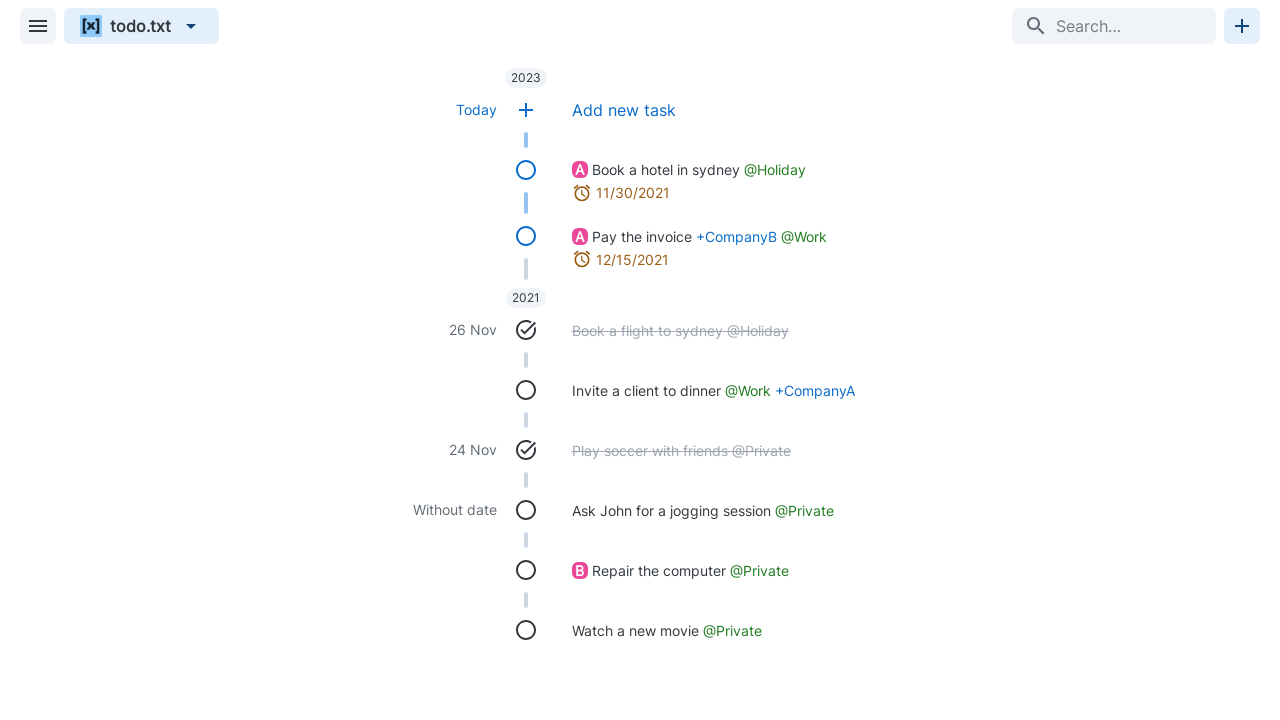 [x] todo.txt
Search...
2023
Today
Add new task
A Book a hotel in sydney @Holiday
11/30/2021
A Pay the invoice +CompanyB @Work
12/15/2021
2021
26 Nov
Book a flight to sydney @Holiday
Invite a client to dinner @Work +CompanyA
24 Nov
Play soccer with friends @Private
Without date
Ask John for a jogging session @Private
B Repair the computer @Private
Watch a new movie @Private